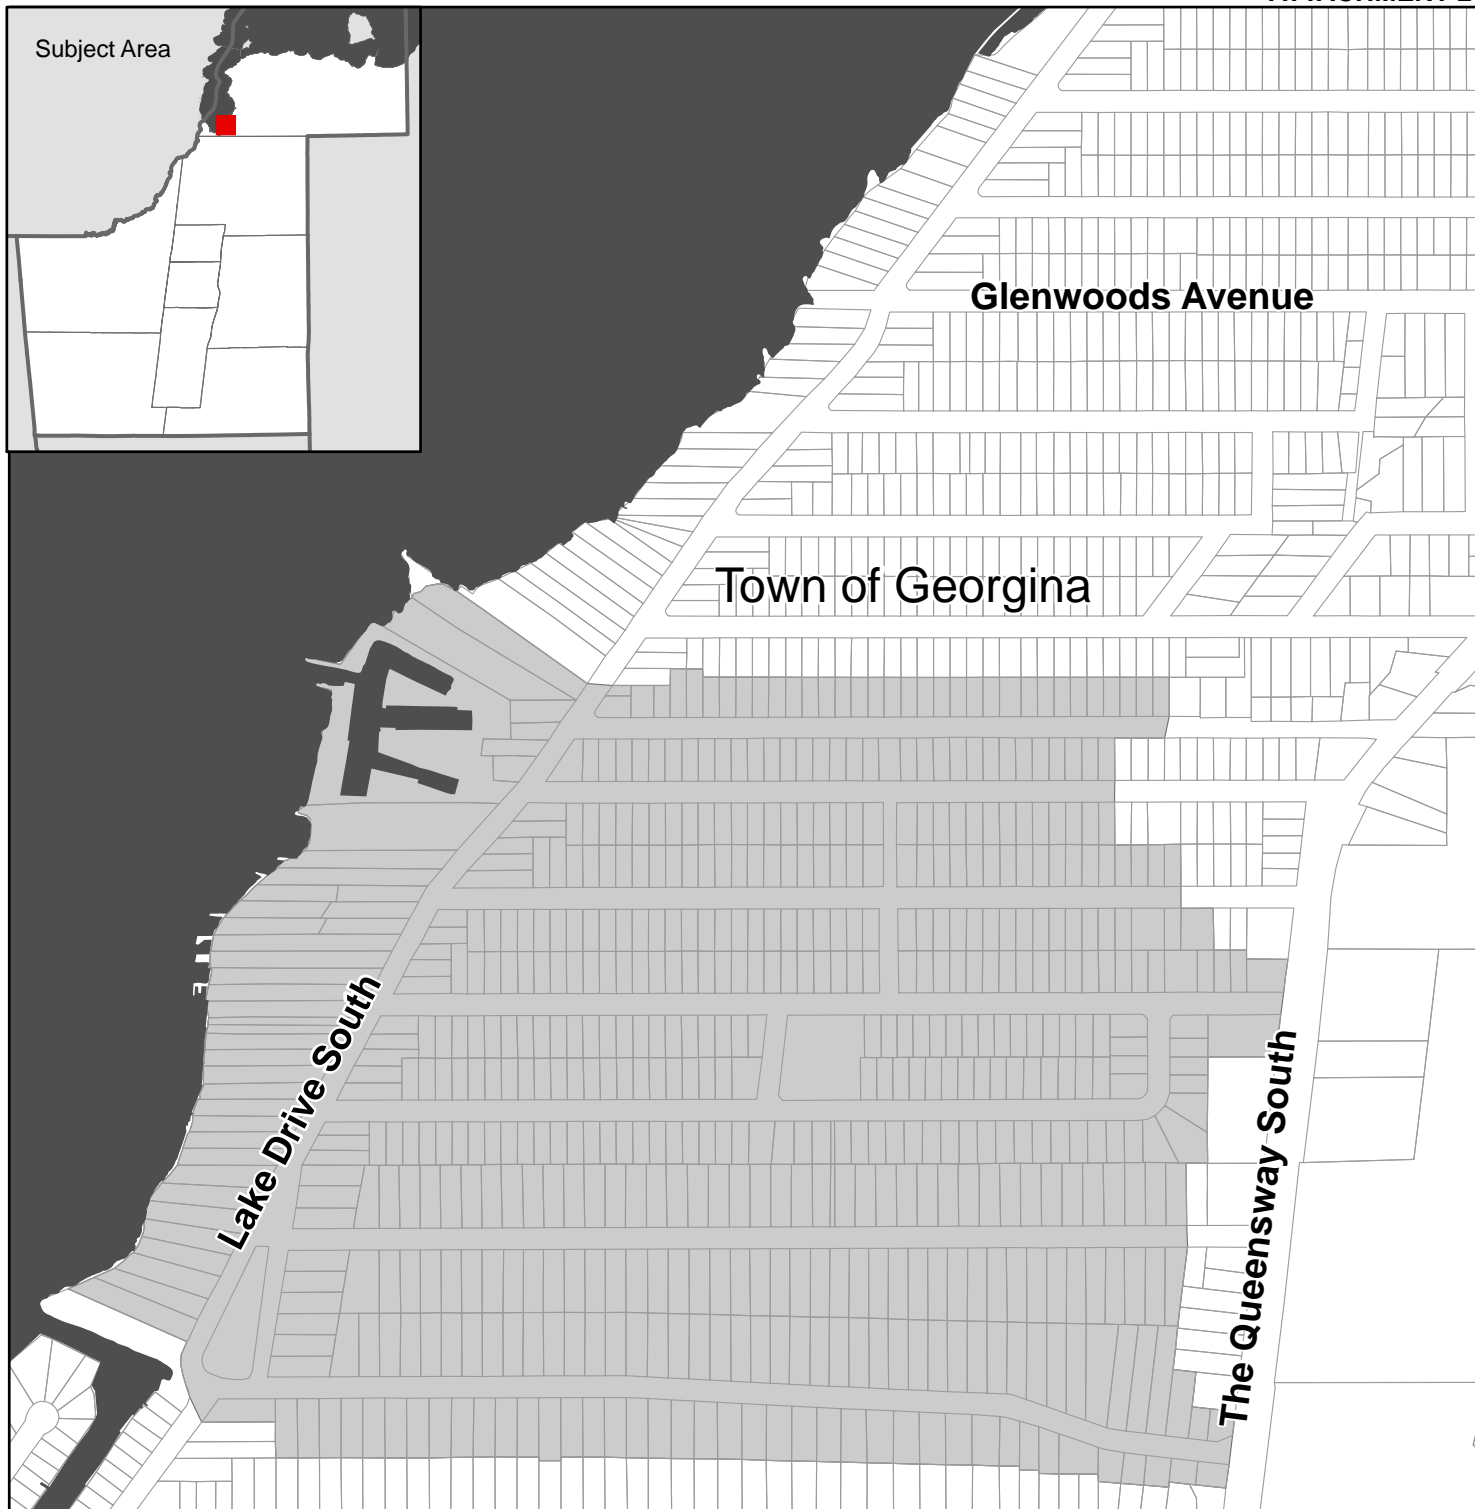 Subject Area
Glenwoods Avenue
Town of Georgina
Lake Drive South
The Queensway South